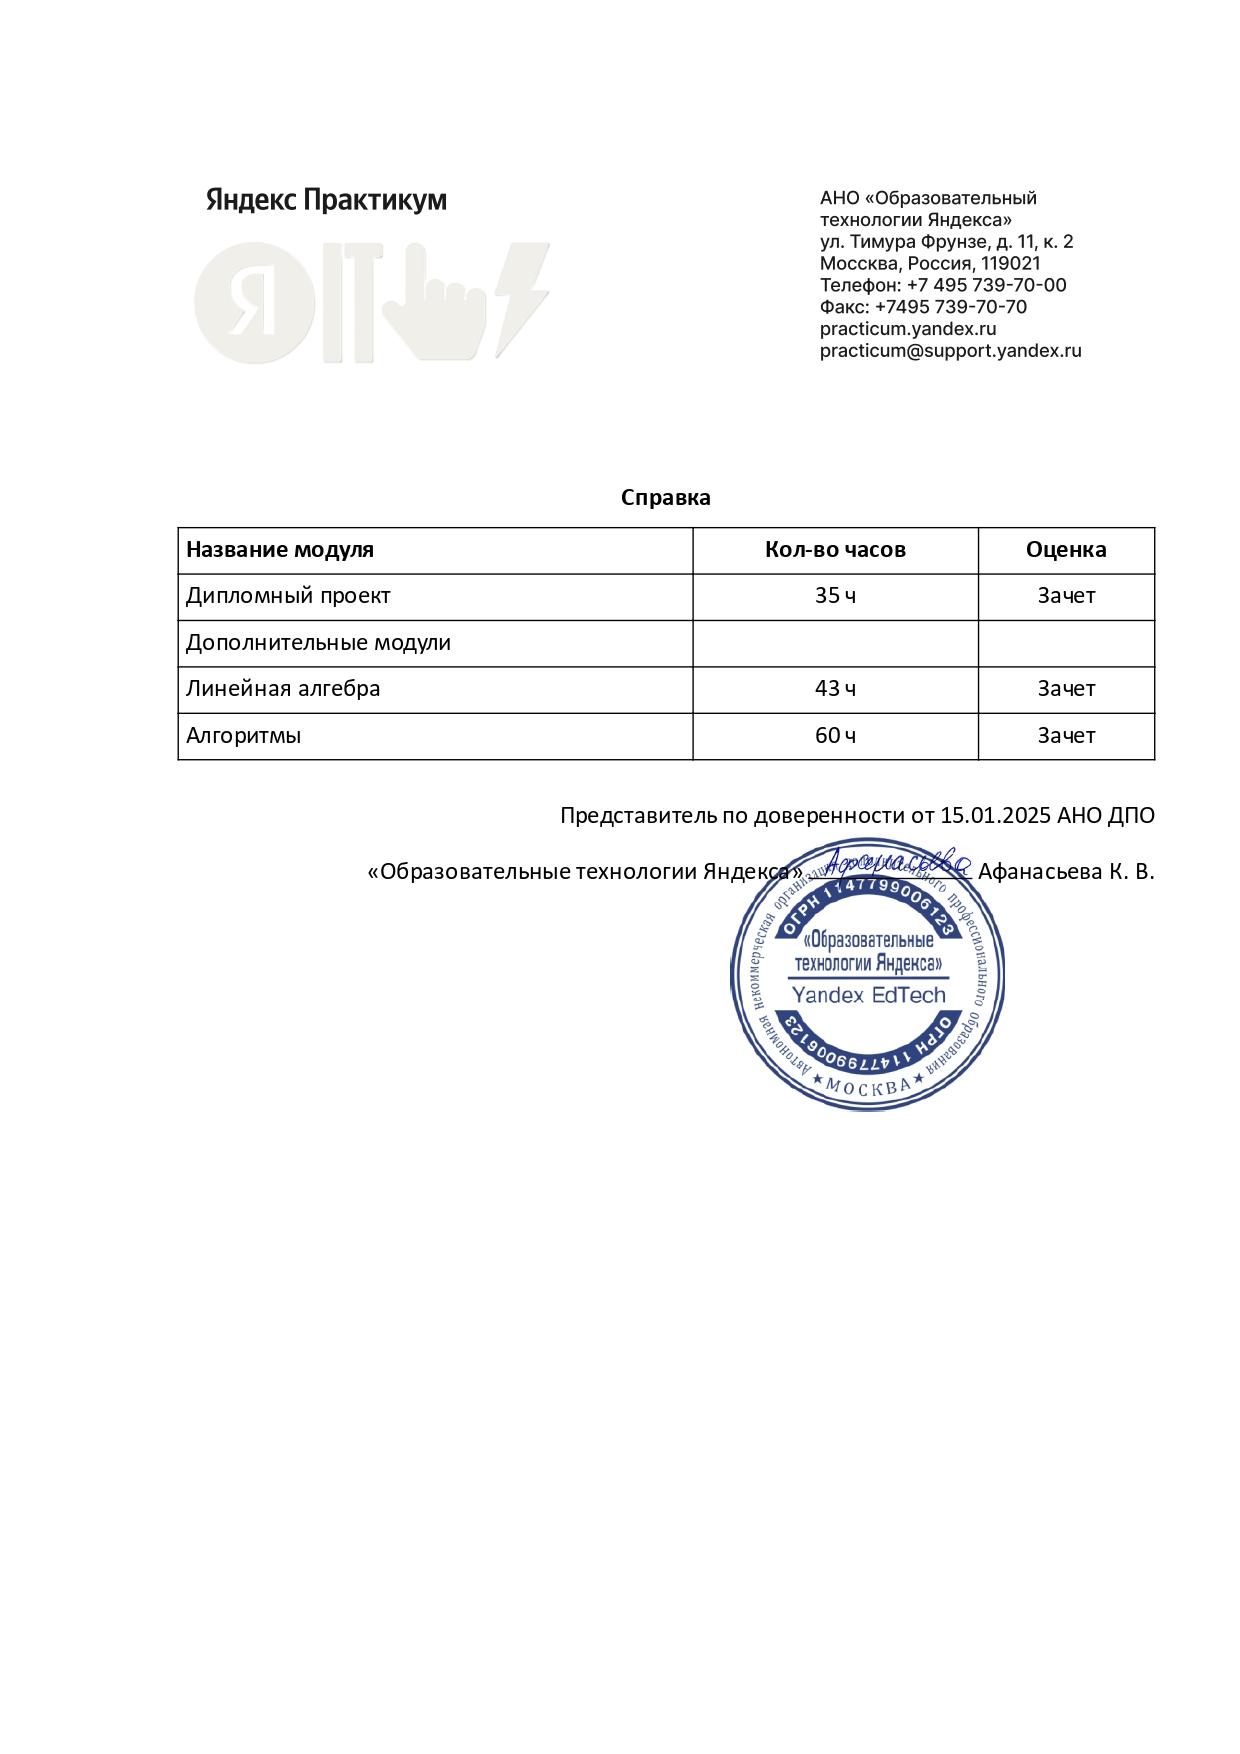 Яндекс Практикум
Я IT
АНО «Образовательный
технологии Яндекса»
ул. Тимура Фрунзе, д. 11, к. 2
Моссква, Россия, 119021
Телефон: +7 495 739-70-00
Факс: +7495 739-70-70
practicum.yandex.ru
practicum@support.yandex.ru
Справка
Название модуля Кол-во часов Оценка
Дипломный проект 35 ч Зачет
Дополнительные модули
Линейная алгебра 43 ч Зачет
Алгоритмы 60 ч Зачет
Представитель по доверенности от 15.01.2025 АНО ДПО
«Образовательные технологии Яндекса» Афанасьева Афанасьева К. В.
Автономная некоммерческая организация дополнительного профессионального образования
ОГРН 1147799006123
«Образовательные
технологии Яндекса»
Yandex EdTech
ОГРН 1147799006123
★ МОСКВА ★